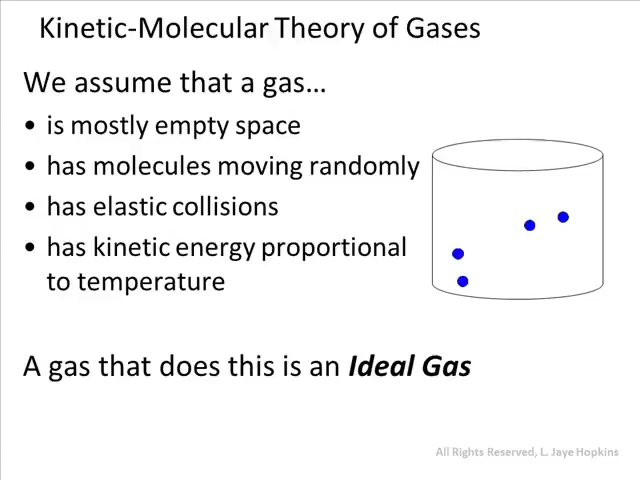 Kinetic-Molecular Theory of Gases
We assume that a gas…
• is mostly empty space
• has molecules moving randomly
• has elastic collisions
• has kinetic energy proportional
to temperature
A gas that does this is an Ideal Gas
All Rights Reserved, L. Jaye Hopkins